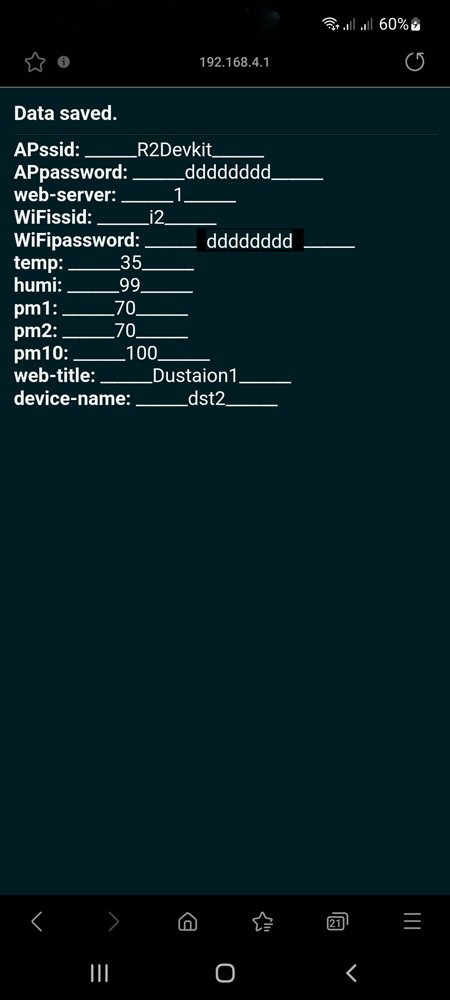 60%
192.168.4.1
Data saved.
APssid: ______R2Devkit______
APpassword: ______dddddddd______
web-server: ______1______
WiFissid: ______i2______
WiFipassword: ______ dddddddd ______
temp: ______35______
humi: ______99______
pm1: ______70______
pm2: ______70______
pm10: ______100______
web-title: ______Dustaion1______
device-name: ______dst2______
21